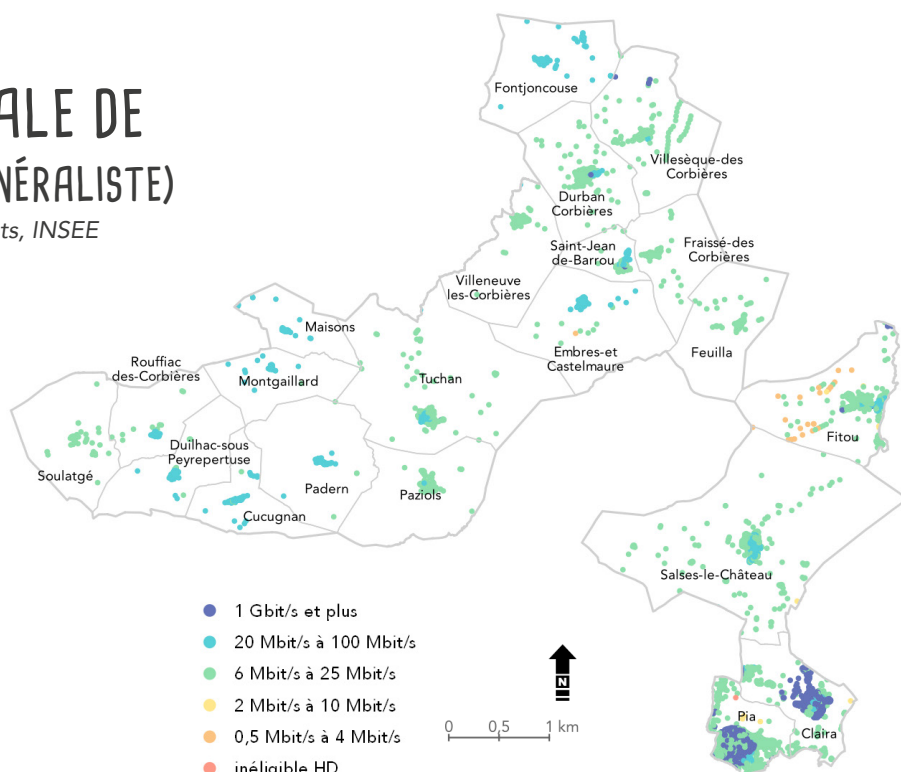 ALE DE
NÉRALISTE)
ts, INSEE
Fontjoncouse
Villesèque-des
Corbières
Durban
Corbières
Saint-Jean
de-Barrou
Fraissé-des
Corbières
Villeneuve
les-Corbières
Maisons
Embres-et
Castelmaure
Feuilla
Rouffiac
des-Corbières
Montgaillard
Tuchan
Fitou
Duilhac-sous
Peyrepertuse
Soulatgé
Padern
Paziols
Cucugnan
Salses-le-Château
1 Gbit/s et plus
20 Mbit/s à 100 Mbit/s
6 Mbit/s à 25 Mbit/s
2 Mbit/s à 10 Mbit/s
0,5 Mbit/s à 4 Mbit/s
inéligible HD
N
0 0,5 1 km
Pia
Claira